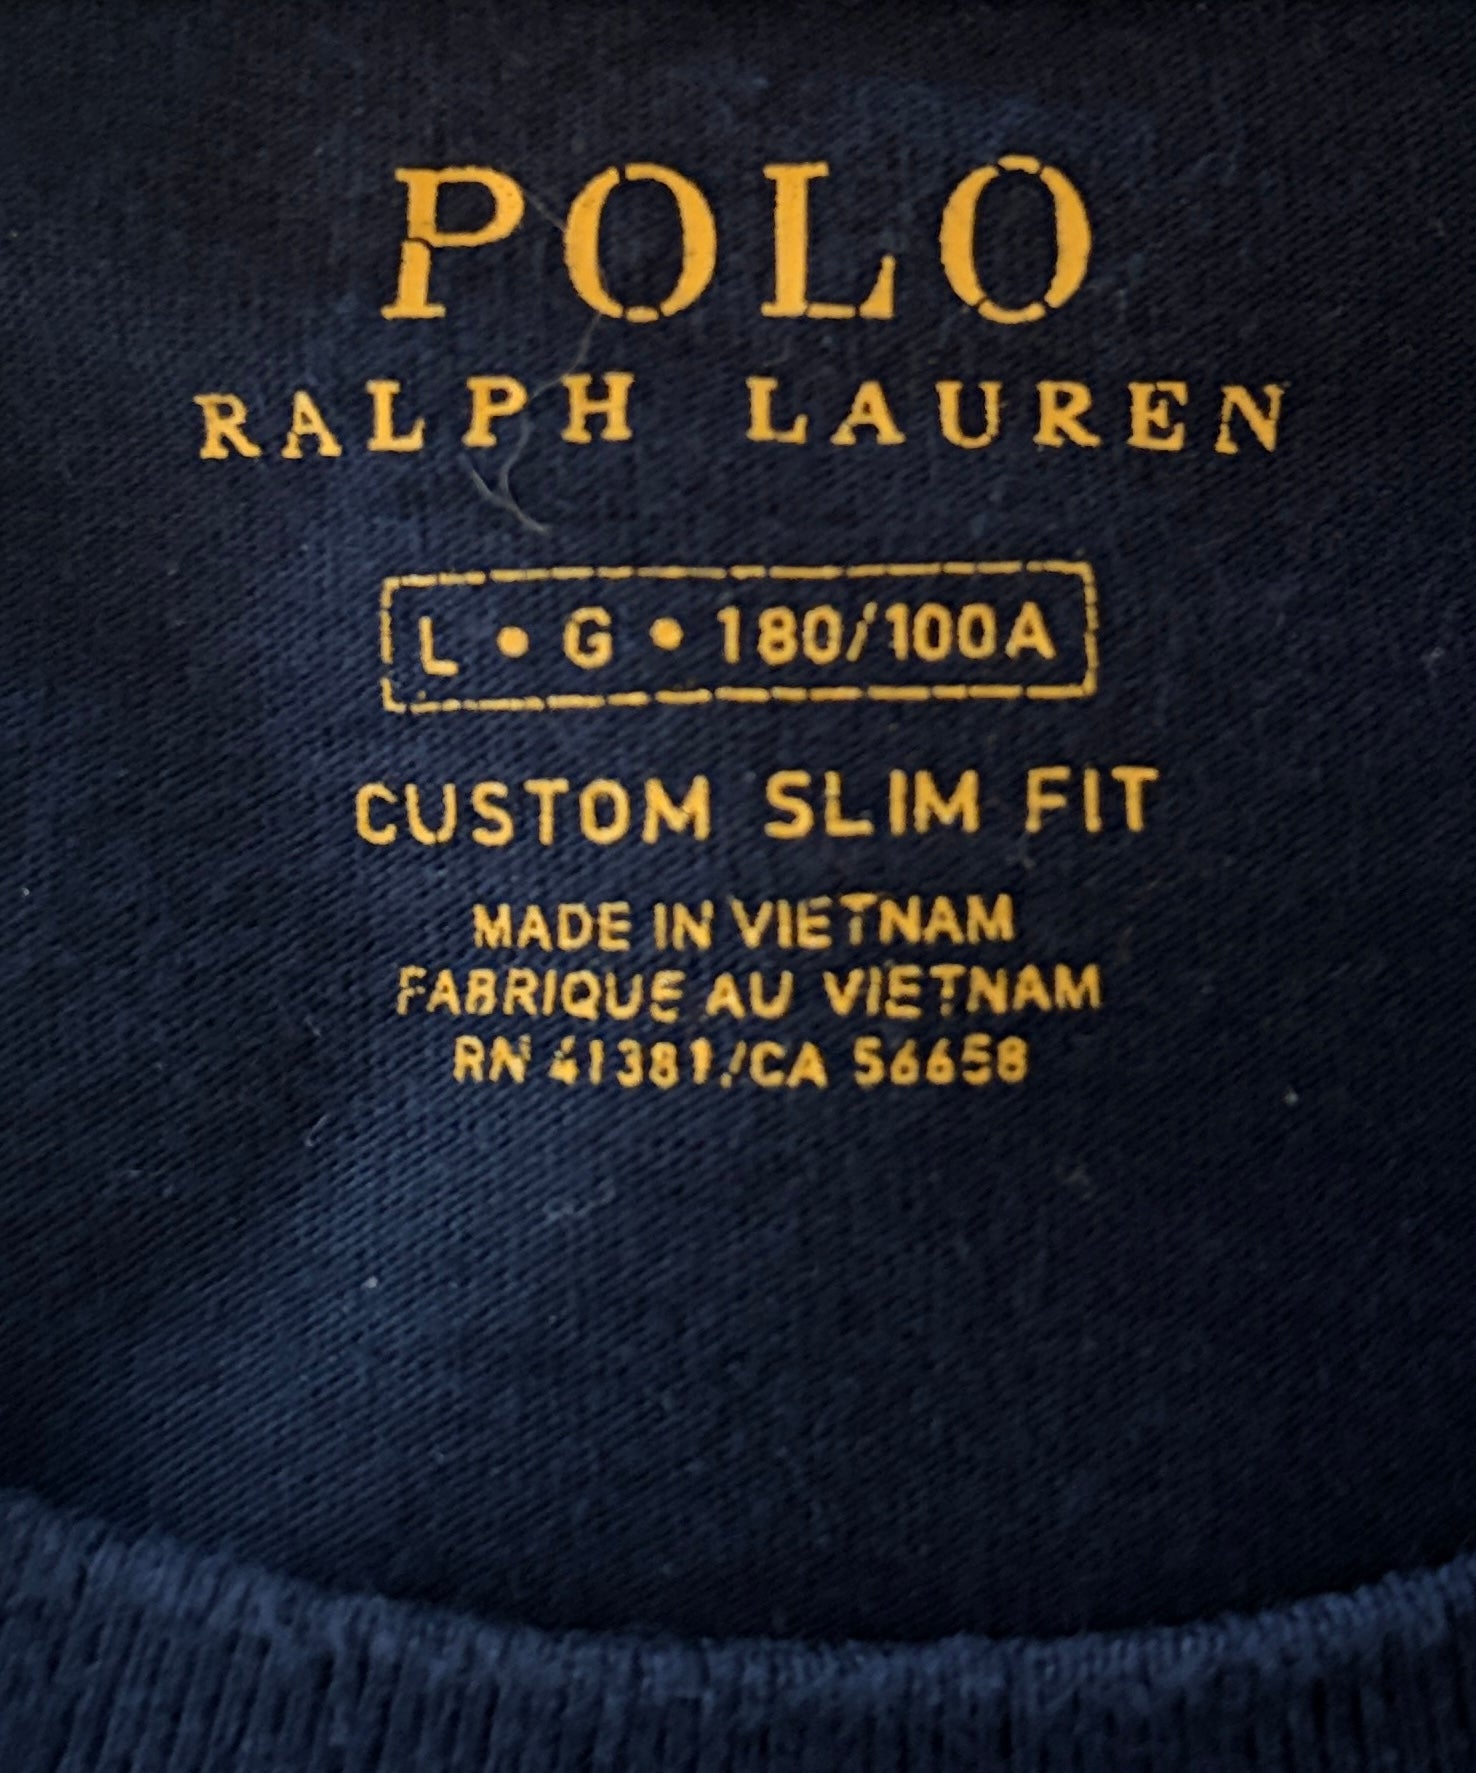 POLO
RALPH LAUREN
L • G • 180/100A
CUSTOM SLIM FIT
MADE IN VIETNAM
FABRIQUE AU VIETNAM
RN 41381/CA 56658